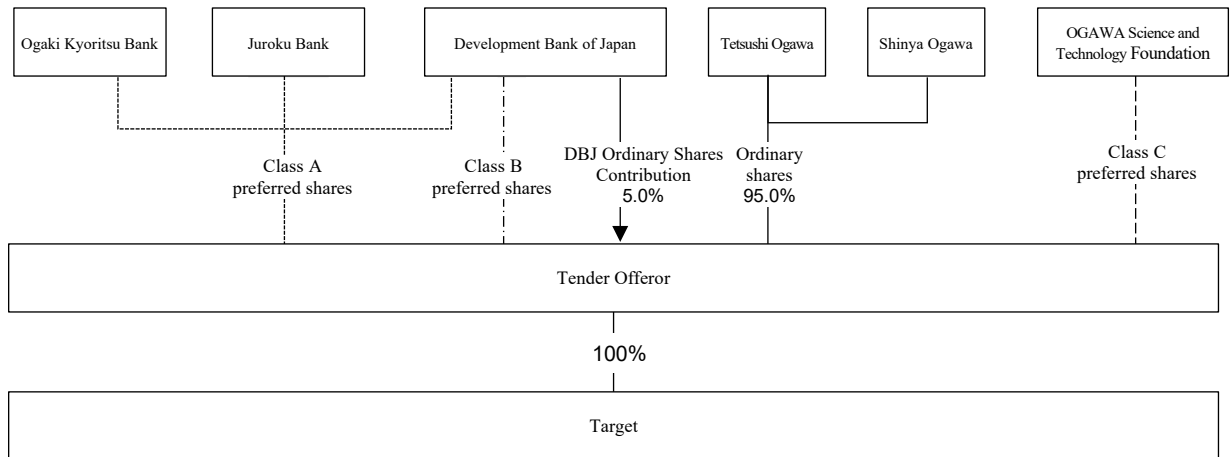 Ogaki Kyoritsu Bank
Juroku Bank
Development Bank of Japan
Tetsushi Ogawa
Shinya Ogawa
OGAWA Science and
Technology Foundation
Class A
preferred shares
Class B
preferred shares
DBJ Ordinary Shares
Contribution
5.0%
Ordinary
shares
95.0%
Class C
preferred shares
Tender Offeror
100%
Target